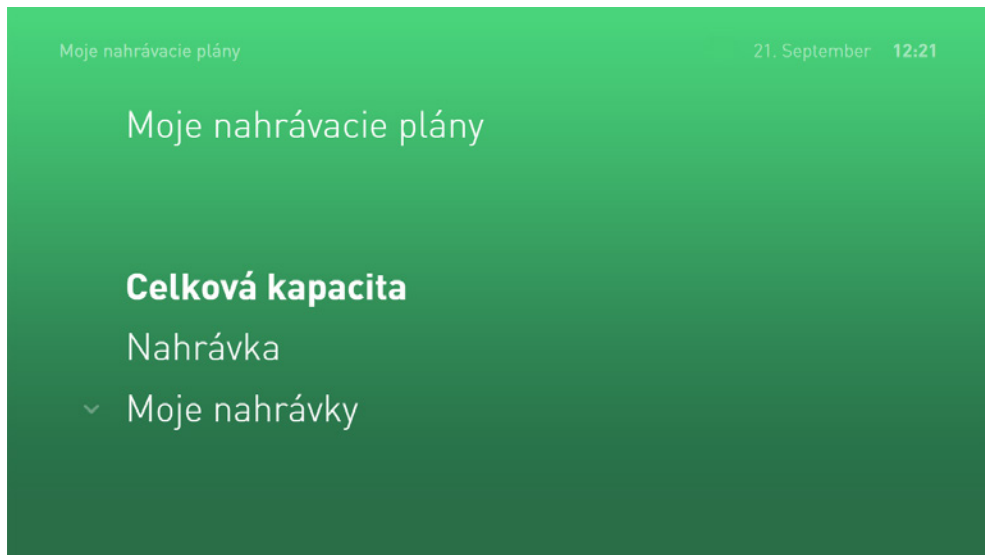 Moje nahrávacie plány
21. September 12:21
Moje nahrávacie plány
Celková kapacita
Nahrávka
Moje nahrávky